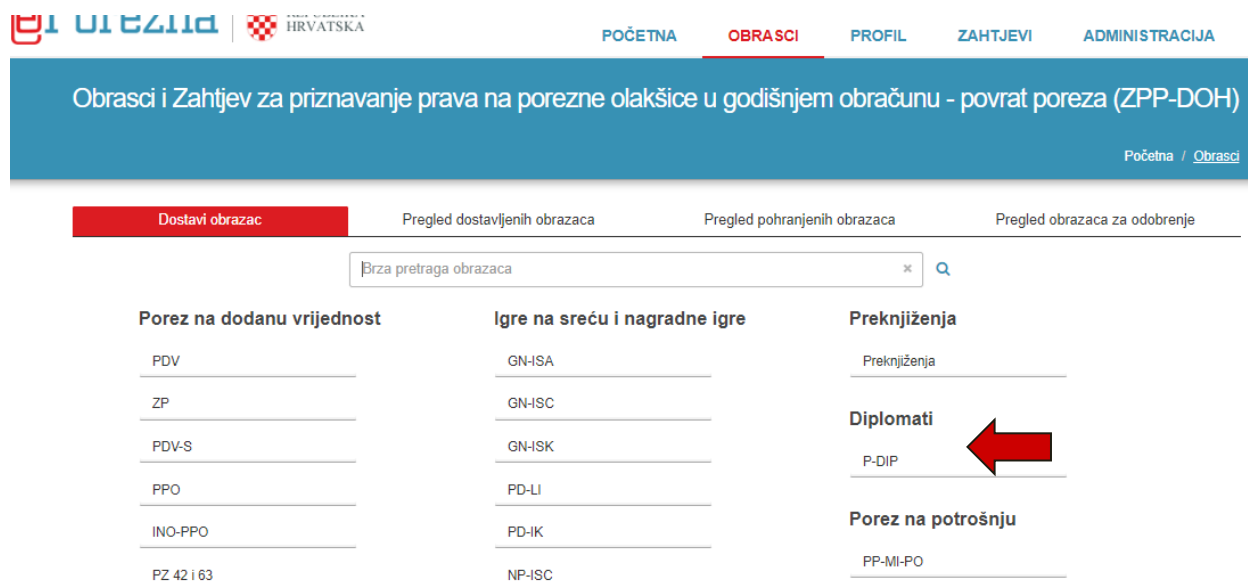 HRVATSKA
POČETNA OBRASCI PROFIL ZAHTJEVI ADMINISTRACIJA
Obrasci i Zahtjev za priznavanje prava na porezne olakšice u godišnjem obračunu - povrat poreza (ZPP-DOH)
Početna / Obrasci
Dostavi obrazac Pregled dostavljenih obrazaca Pregled pohranjenih obrazaca Pregled obrazaca za odobrenje
Brza pretraga obrazaca
Porez na dodanu vrijednost
PDV
ZP
PDV-S
PPO
INO-PPO
PZ 42 i 63
Igre na sreću i nagradne igre
GN-ISA
GN-ISC
GN-ISK
PD-LI
PD-IK
NP-ISC
Preknjiženja
Preknjiženja
Diplomati
P-DIP
Porez na potrošnju
PP-MI-PO